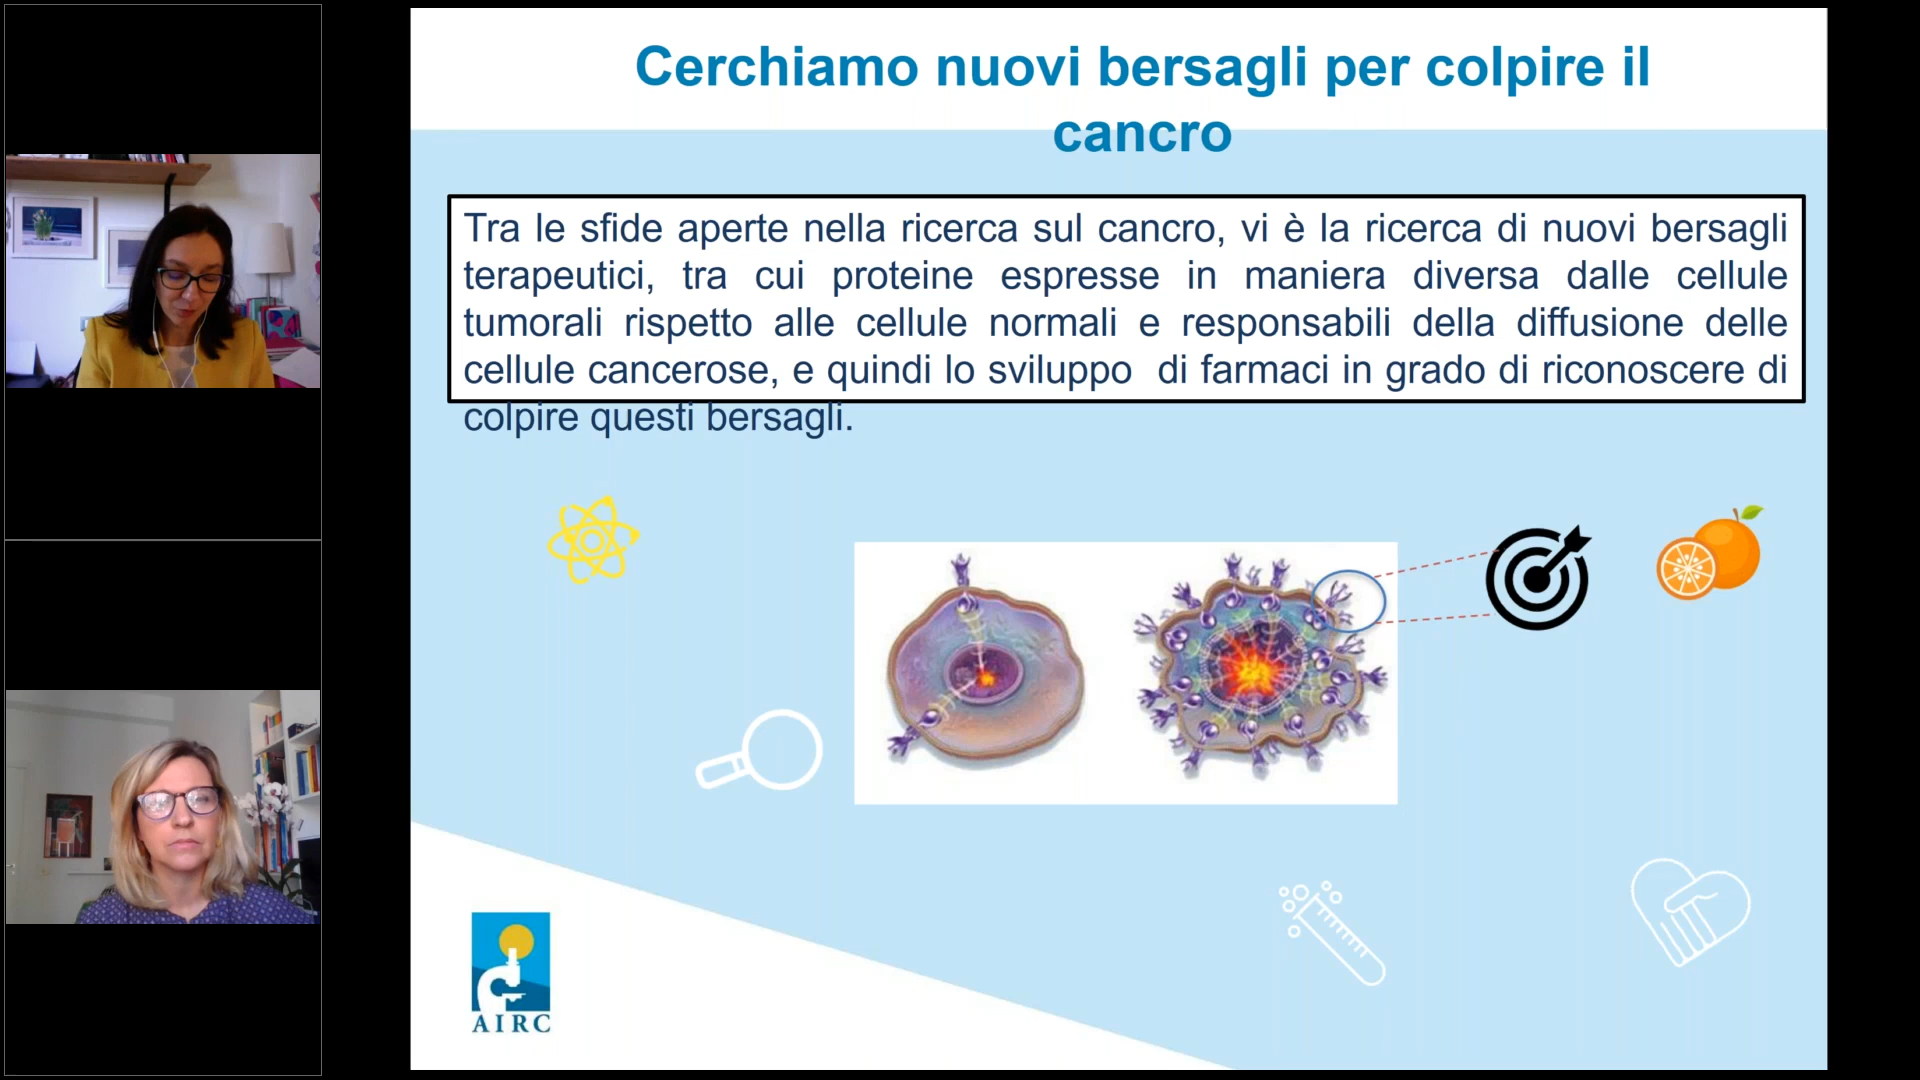 Cerchiamo nuovi bersagli per colpire il
cancro
Tra le sfide aperte nella ricerca sul cancro, vi è la ricerca di nuovi bersagli
terapeutici, tra cui proteine espresse in maniera diversa dalle cellule
tumorali rispetto alle cellule normali e responsabili della diffusione delle
cellule cancerose, e quindi lo sviluppo di farmaci in grado di riconoscere di
colpire questi bersagli.
AIRC